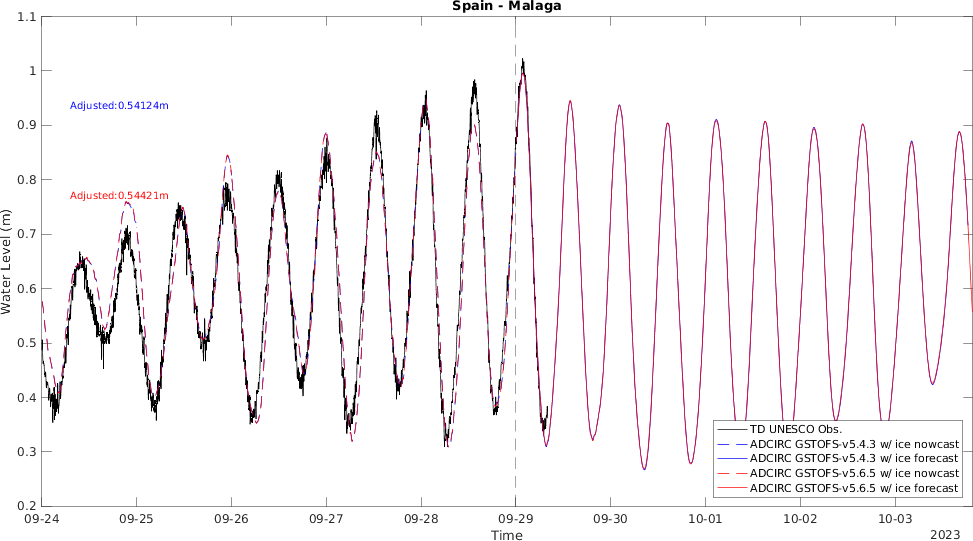 Spain - Malaga
1.1
1
0.9
0.8
0.7
0.6
0.5
0.4
0.3
0.2
Water Level (m)
Adjusted:0.54124m
Adjusted:0.54421m
TD UNESCO Obs.
ADCIRC GSTOFS-v5.4.3 w/ ice nowcast
ADCIRC GSTOFS-v5.4.3 w/ ice forecast
ADCIRC GSTOFS-v5.6.5 w/ ice nowcast
ADCIRC GSTOFS-v5.6.5 w/ ice forecast
09-24 09-25 09-26 09-27 09-28 09-29 09-30 10-01 10-02 10-03
Time
2023